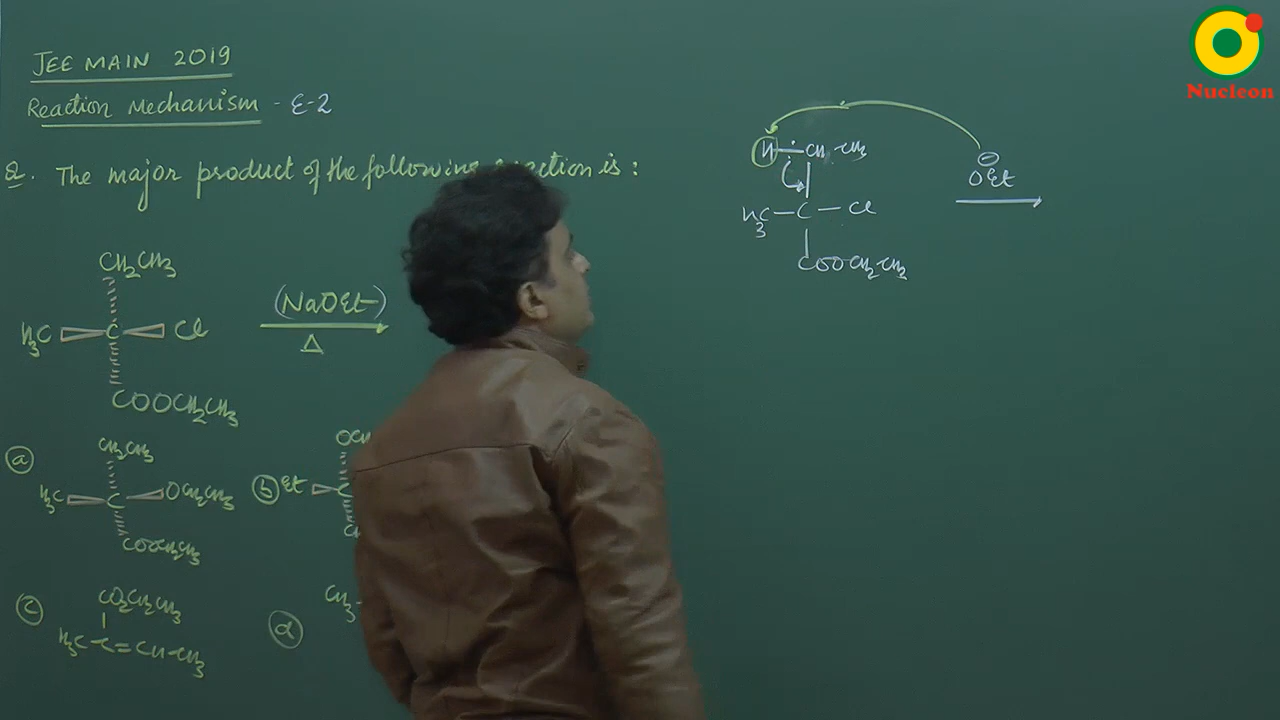 JEE MAIN 2019
Reaction Mechanism - E-2
Q. The major product of the following reaction is :
CH2CH3
H3C C Cl
COOCH2CH3
(NaOEt)
Δ
(a)
CH2CH3
H3C C OCH2CH3
COOCH2CH3
(b) Et C
(c)
CO2CH2CH3
H3C-C=CH-CH3
(d)
CH3-
H CH-CH3
H3C-C-Cl
COOCH2CH3
⊖
OEt
Nucleon